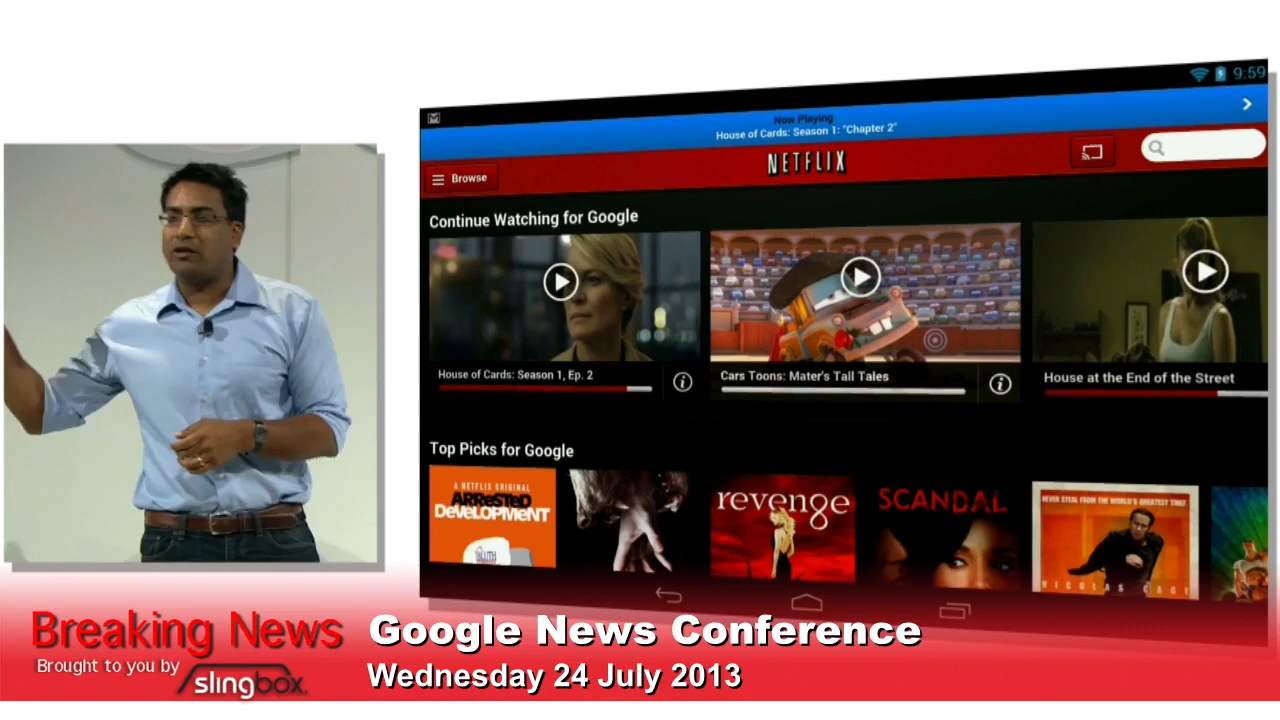 9:59
Now Playing
House of Cards: Season 1: "Chapter 2"
NETFLIX
Browse
Continue Watching for Google
House of Cards: Season 1, Ep. 2
Cars Toons: Mater's Tall Tales
House at the End of the Street
Top Picks for Google
A NETFLIX ORIGINAL
ARRESTED
DEVELOPMENT
BLUTH
revenge
SCANDAL
NEVER STEAL FROM THE WORLD'S GREATEST THIEF
NICOLAS CAGE
Breaking News
Brought to you by
slingbox.
Google News Conference
Wednesday 24 July 2013